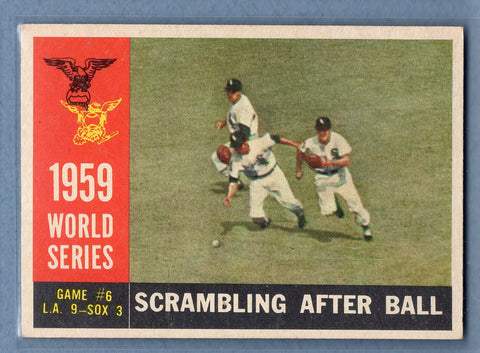 1959
WORLD
SERIES
GAME #6
L.A. 9-SOX 3
SCRAMBLING AFTER BALL